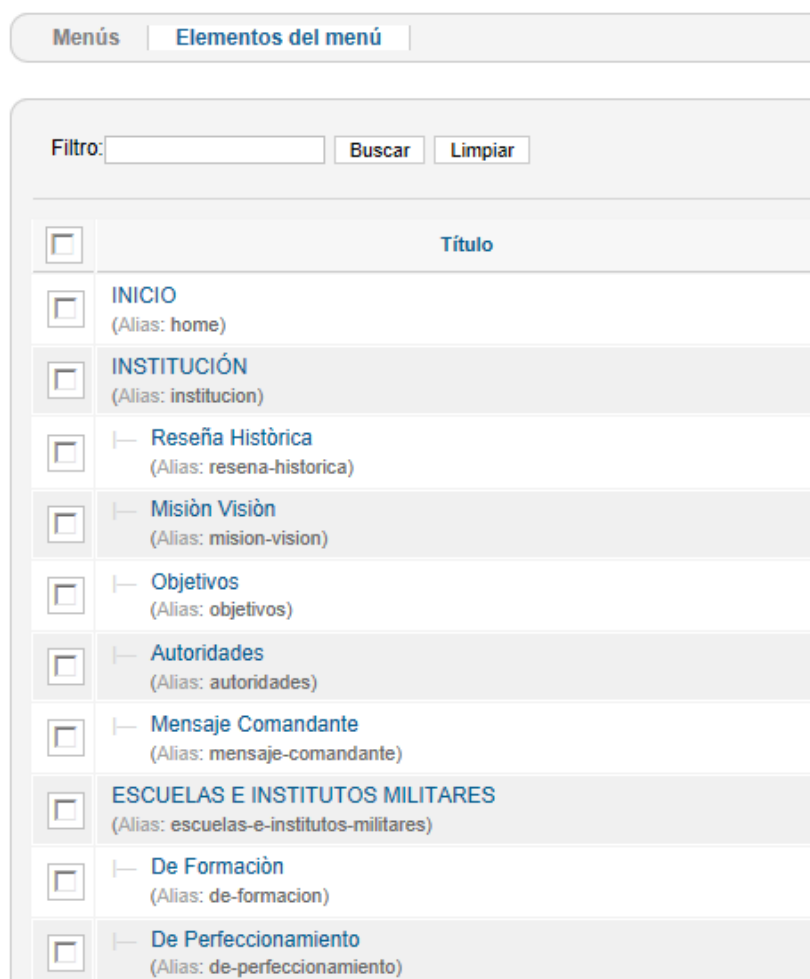 Menús Elementos del menú
Filtro: Buscar Limpiar
Título
INICIO
(Alias: home)
INSTITUCIÓN
(Alias: institucion)
Reseña Històrica
(Alias: resena-historica)
Misiòn Visiòn
(Alias: mision-vision)
Objetivos
(Alias: objetivos)
Autoridades
(Alias: autoridades)
Mensaje Comandante
(Alias: mensaje-comandante)
ESCUELAS E INSTITUTOS MILITARES
(Alias: escuelas-e-institutos-militares)
De Formaciòn
(Alias: de-formacion)
De Perfeccionamiento
(Alias: de-perfeccionamiento)